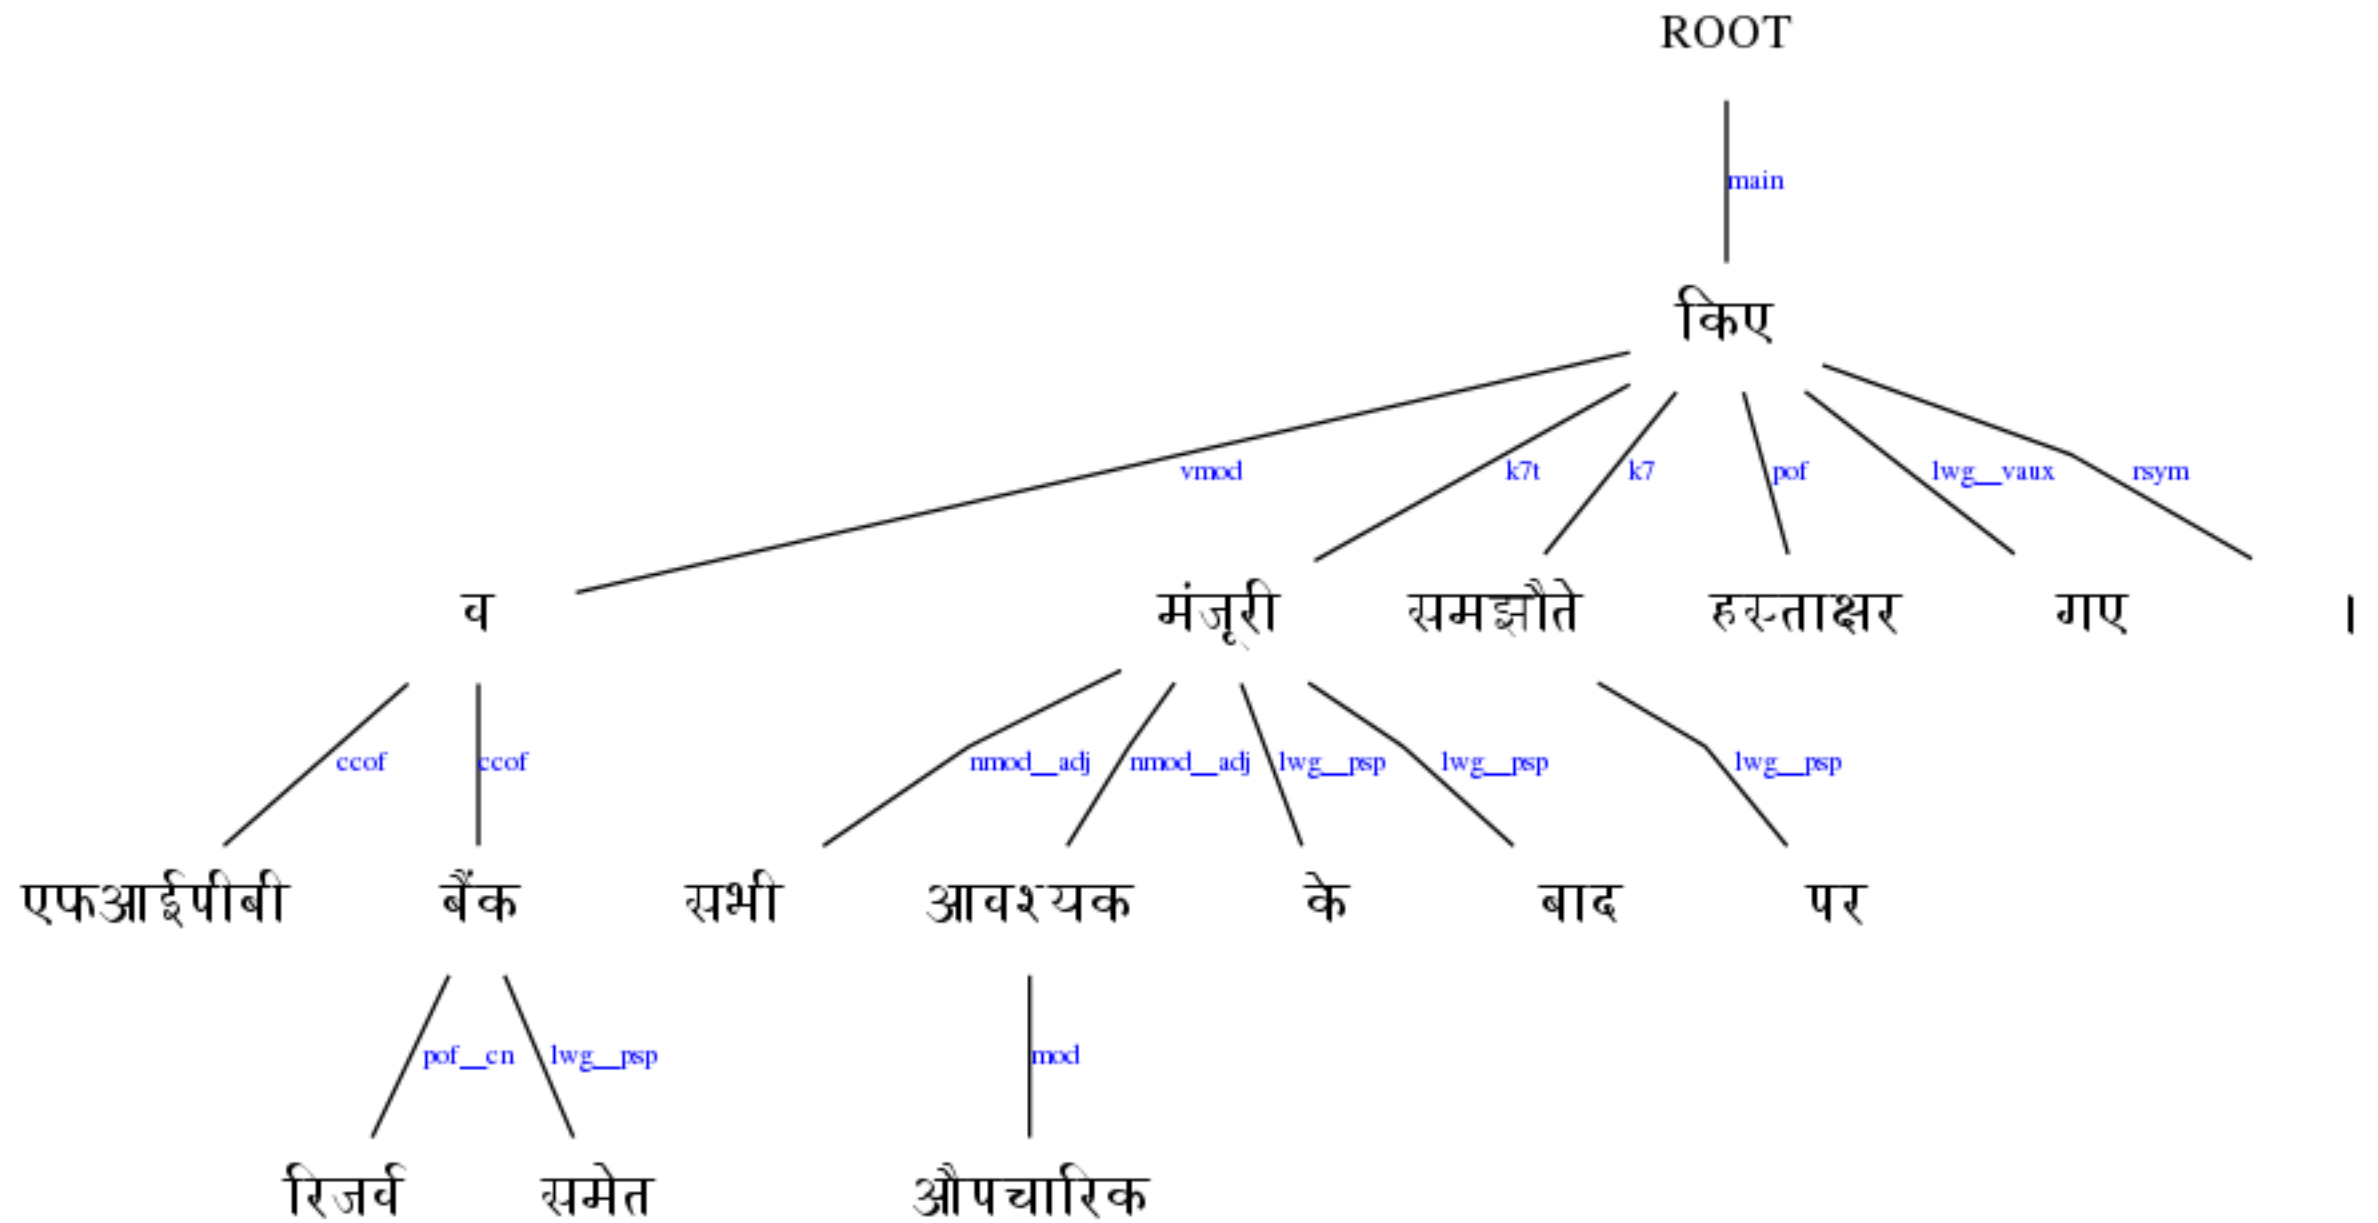 ROOT
main
किए
vmod k7t k7 pof lwg__vaux rsym
व मंजूरी समझौते हस्ताक्षर गए ।
ccof ccof nmod__adj nmod__adj lwg__psp lwg__psp lwg__psp
एफआईपीबी बैंक सभी आवश्यक के बाद पर
pof__cn lwg__psp mod
रिजर्व समेत औपचारिक